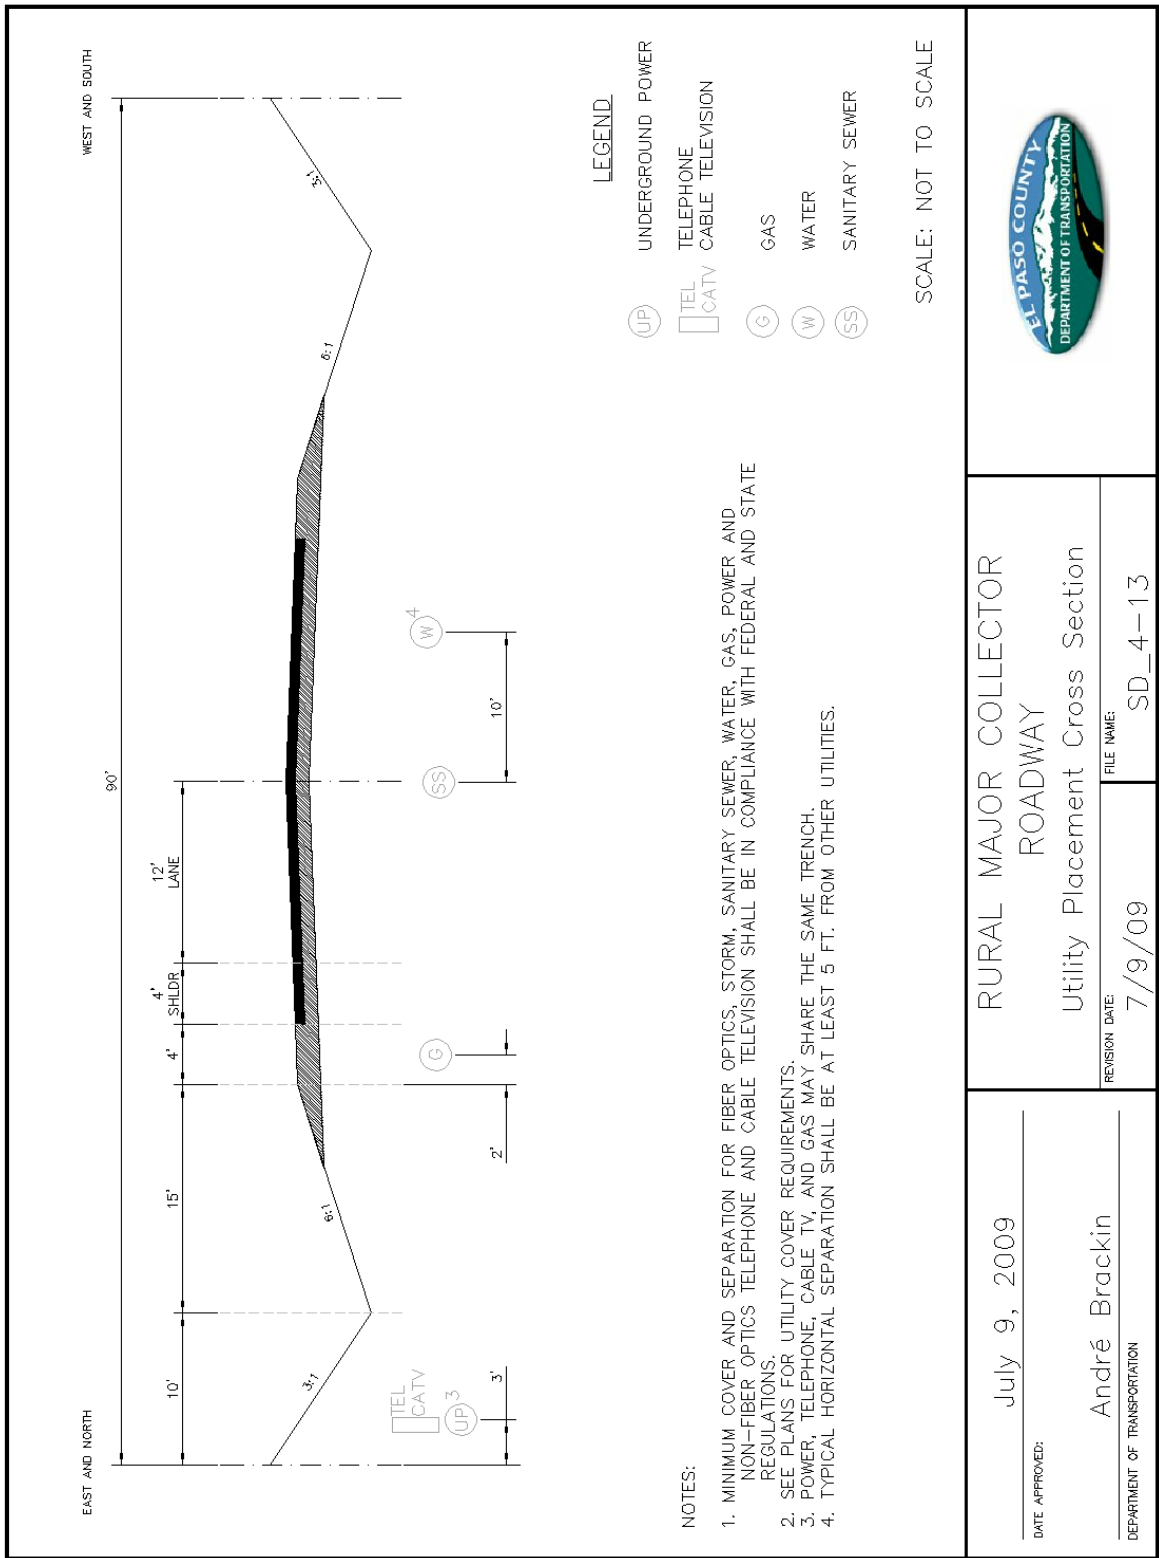 EAST AND NORTH
WEST AND SOUTH
90'
10'
15'
4'
4'
SHLDR
12'
LANE
3:1
6:1
6:1
3:1
TEL
CATV
UP 3
G
SS
W 4
3'
2'
10'
LEGEND
UP UNDERGROUND POWER
TEL TELEPHONE
CATV CABLE TELEVISION
G GAS
W WATER
SS SANITARY SEWER
SCALE: NOT TO SCALE
NOTES:
1. MINIMUM COVER AND SEPARATION FOR FIBER OPTICS, STORM, SANITARY SEWER, WATER, GAS, POWER AND
NON-FIBER OPTICS TELEPHONE AND CABLE TELEVISION SHALL BE IN COMPLIANCE WITH FEDERAL AND STATE
REGULATIONS.
2. SEE PLANS FOR UTILITY COVER REQUIREMENTS.
3. POWER, TELEPHONE, CABLE TV, AND GAS MAY SHARE THE SAME TRENCH.
4. TYPICAL HORIZONTAL SEPARATION SHALL BE AT LEAST 5 FT. FROM OTHER UTILITIES.
DATE APPROVED:
July 9, 2009
André Brackin
DEPARTMENT OF TRANSPORTATION
RURAL MAJOR COLLECTOR
ROADWAY
Utility Placement Cross Section
REVISION DATE:
7/9/09
FILE NAME:
SD_4-13
EL PASO COUNTY
DEPARTMENT OF TRANSPORTATION